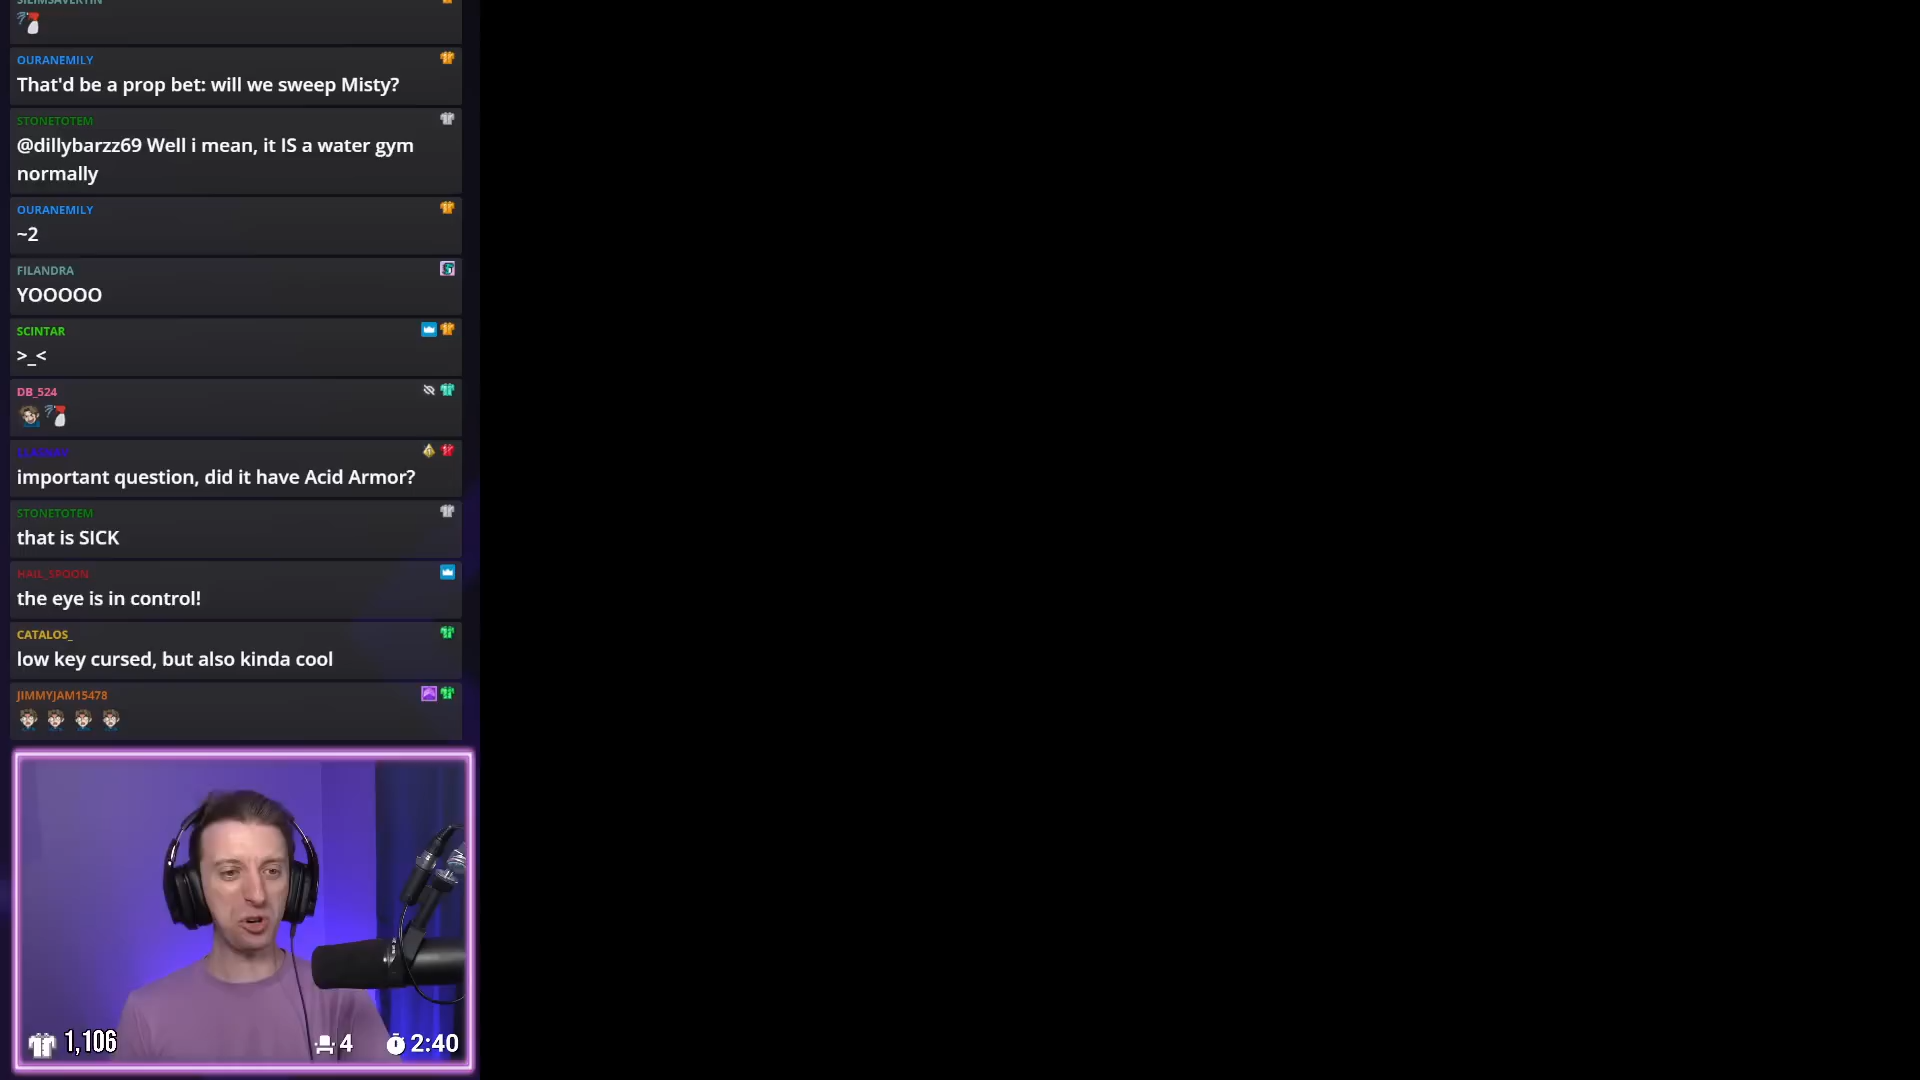 OURANEMILY
That'd be a prop bet: will we sweep Misty?
STONETOTEM
@dillybarzz69 Well i mean, it IS a water gym
normally
OURANEMILY
~2
FILANDRA
YOOOOO
SCINTAR
>_<
DB_524
important question, did it have Acid Armor?
STONETOTEM
that is SICK
HAIL_SPOON
the eye is in control!
CATALOS_
low key cursed, but also kinda cool
JIMMYJAM15478
1,106
4
2:40